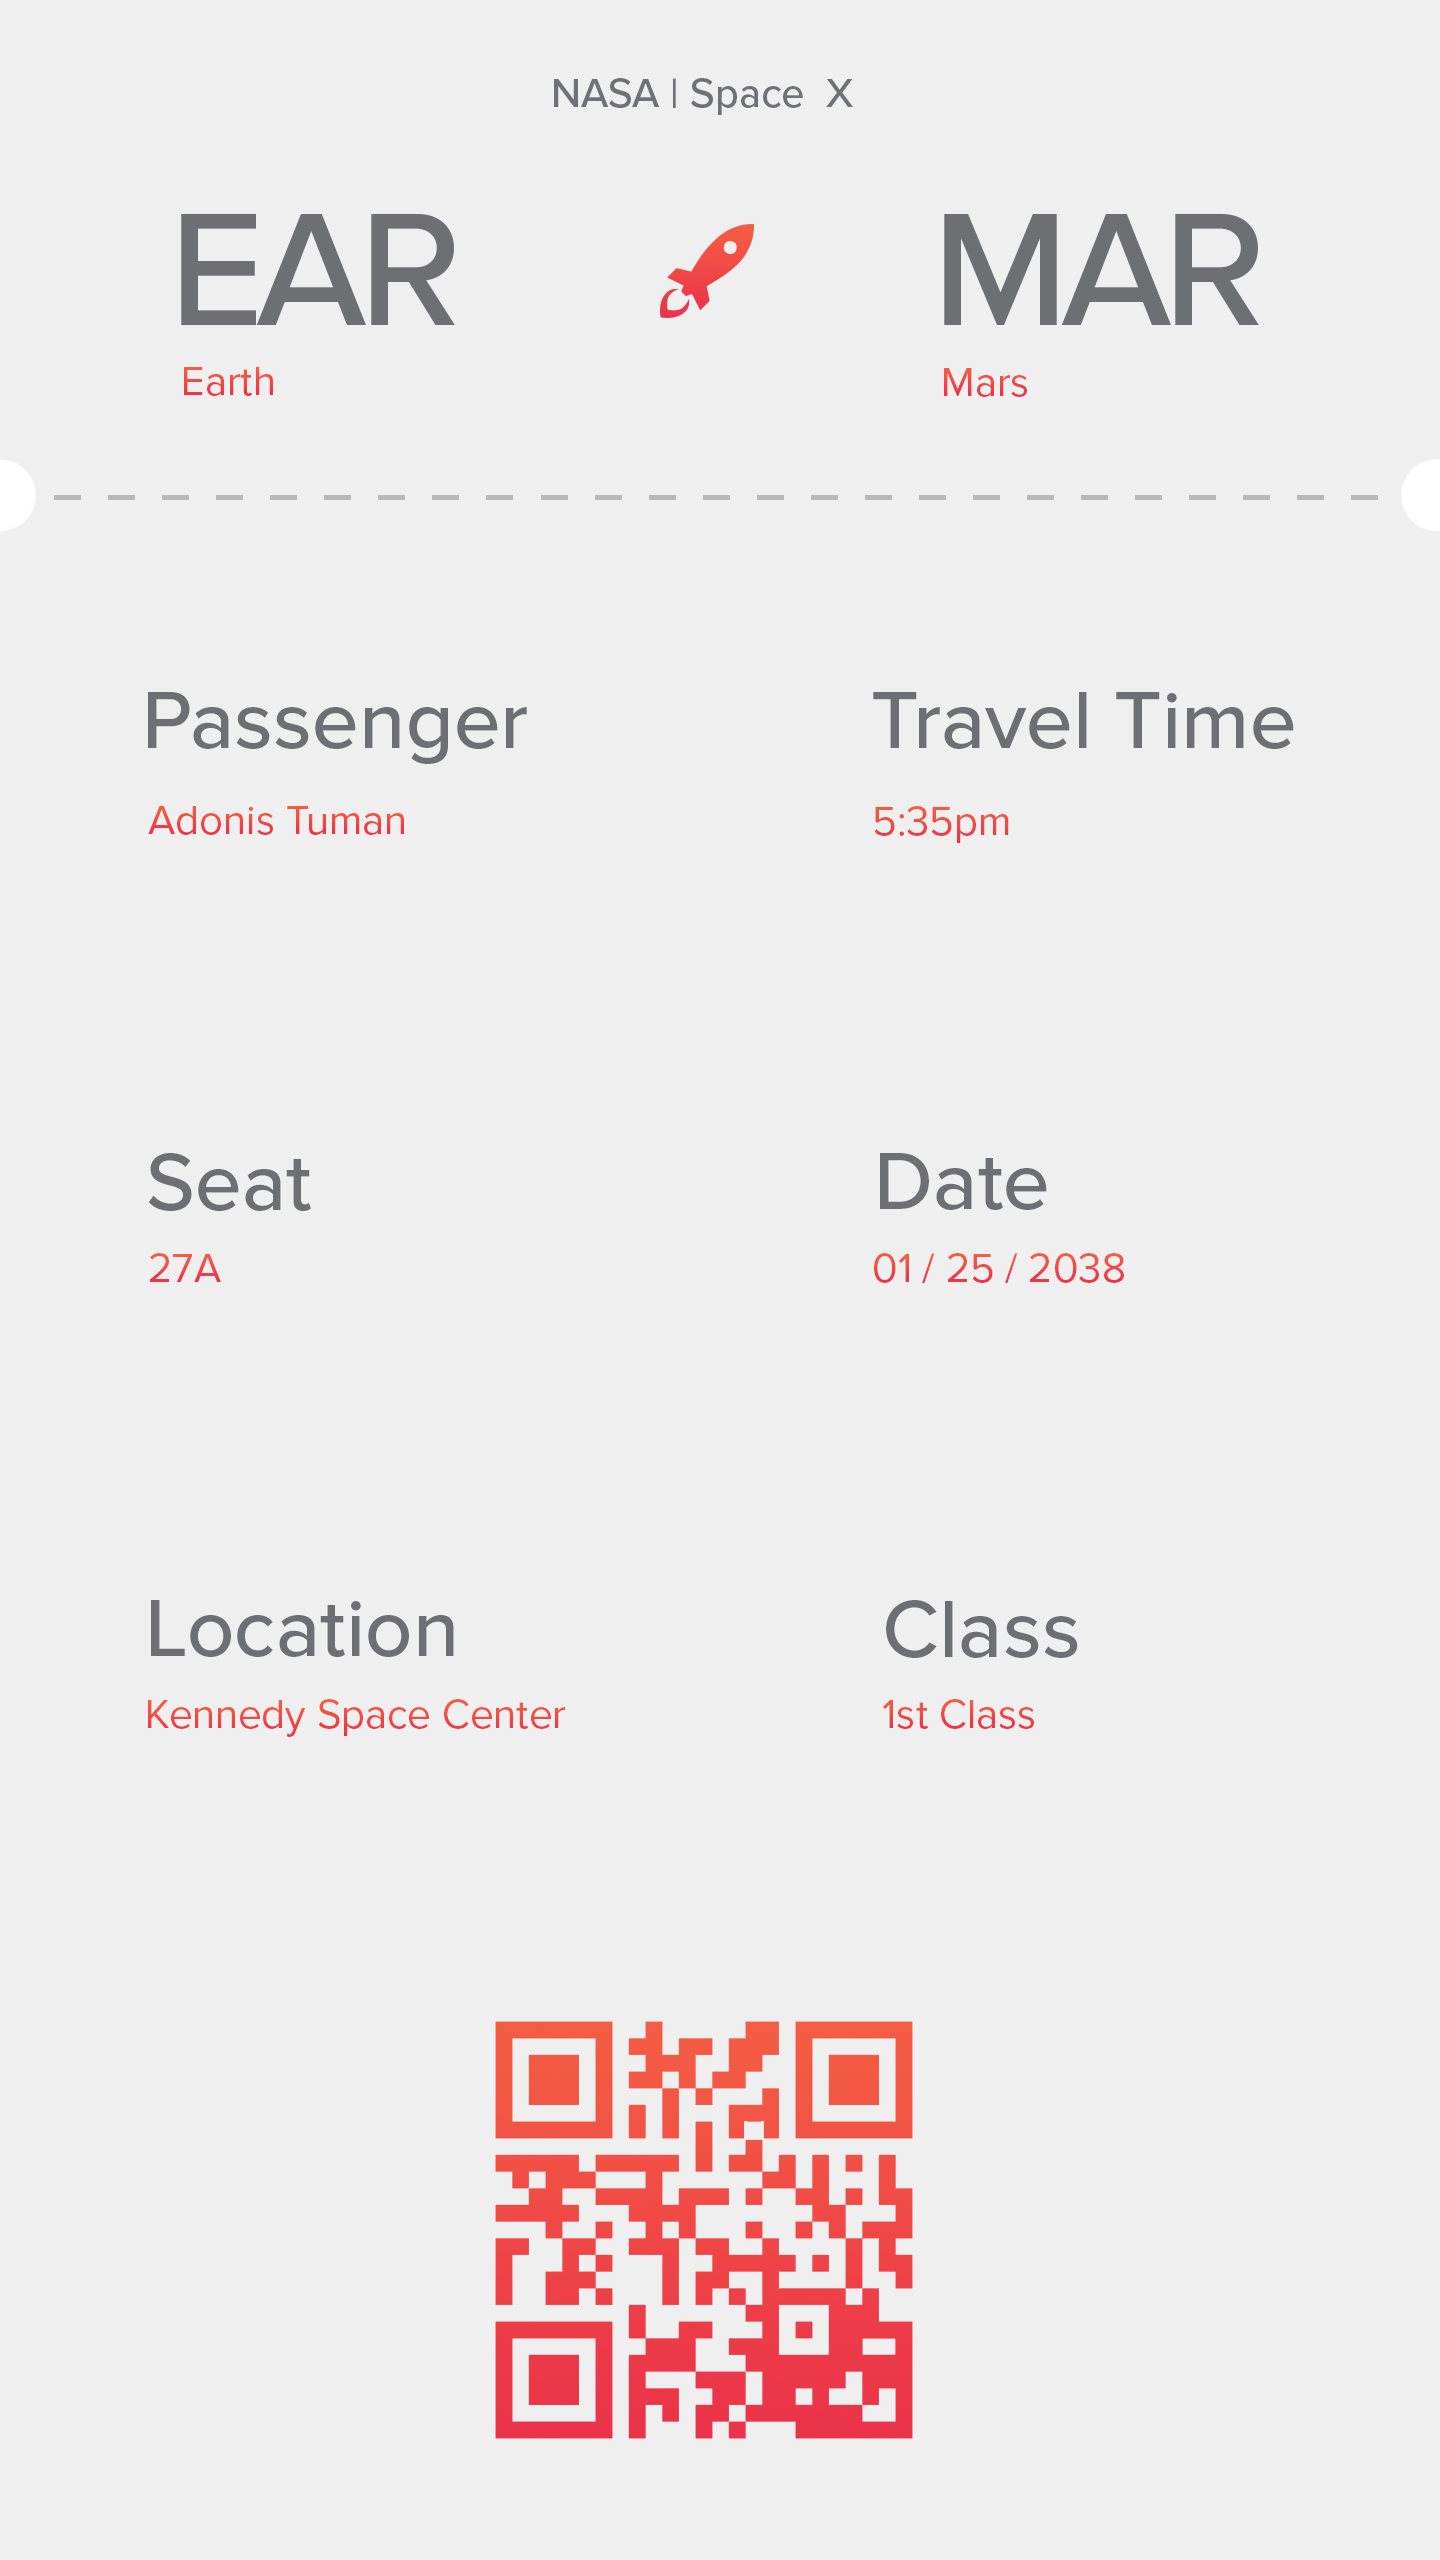 NASA | Space X
EAR MAR
Earth Mars
Passenger Travel Time
Adonis Tuman 5:35pm
Seat Date
27A 01 / 25 / 2038
Location Class
Kennedy Space Center 1st Class